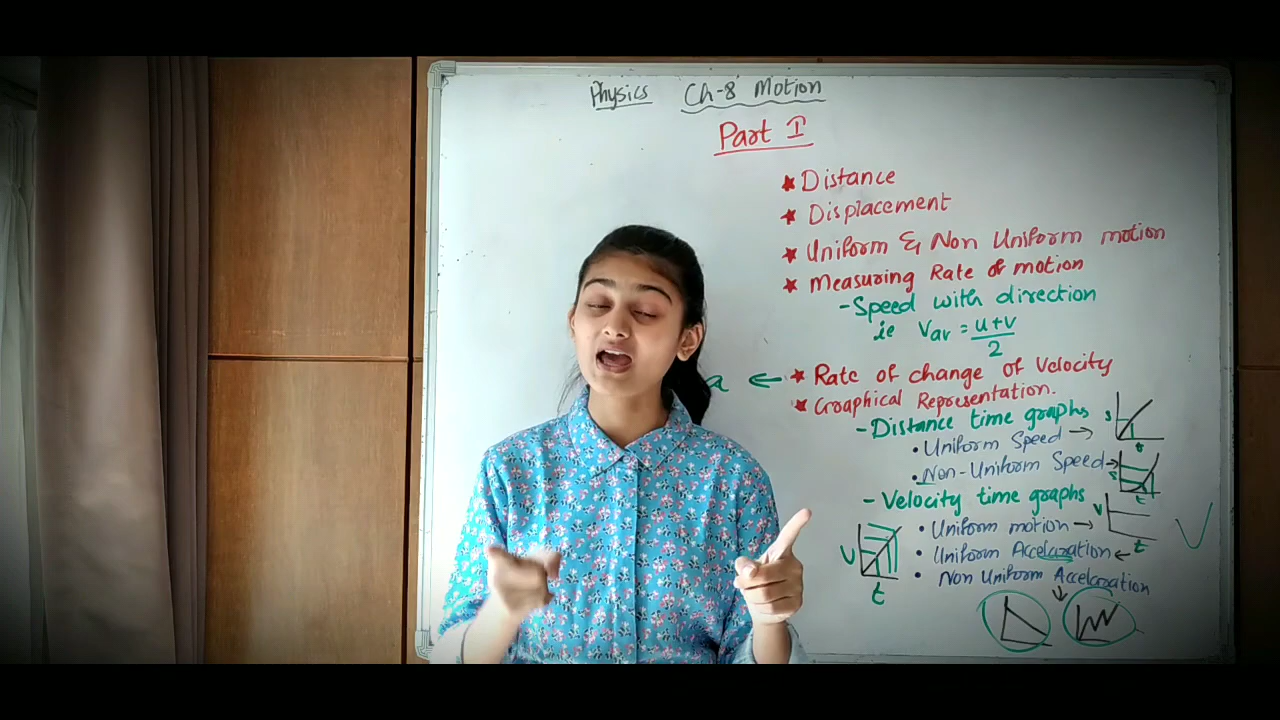 Physics Ch-8 Motion
Part I
★ Distance
★ Displacement
★ Uniform & Non Uniform motion
★ Measuring Rate of motion
- Speed with direction
ie Vav = u+v/2
a ← ★ Rate of change of Velocity
★ Graphical Representation.
- Distance time graphs
• Uniform Speed →
s
t
• Non-Uniform Speed →
s
t
- Velocity time graphs
• Uniform motion →
v
t
• Uniform Acceleration ←
v
t
• Non Uniform Acceleration